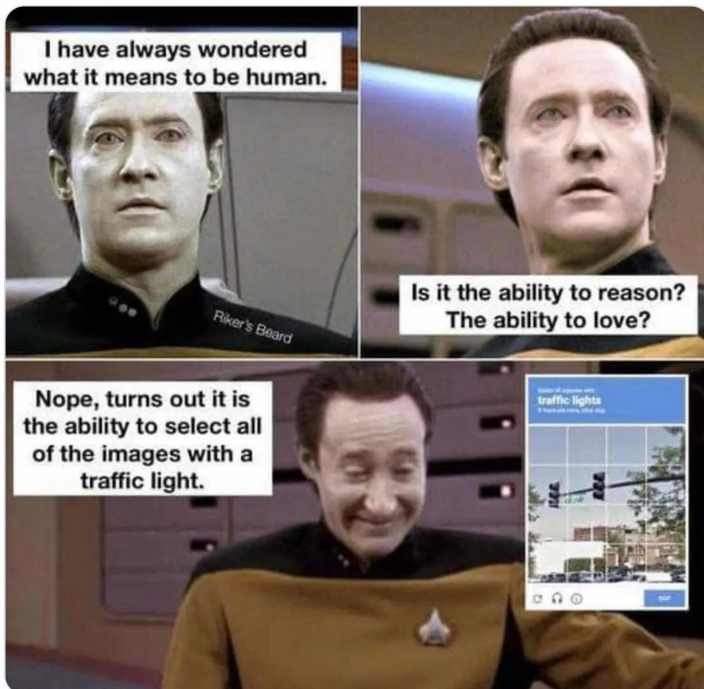 I have always wondered
what it means to be human.
Riker's Beard
Is it the ability to reason?
The ability to love?
Nope, turns out it is
the ability to select all
of the images with a
traffic light.
traffic lights
SKIP